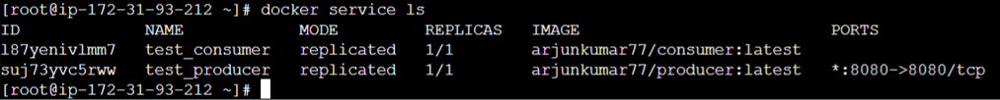 [root@ip-172-31-93-212 ~]# docker service ls
ID NAME MODE REPLICAS IMAGE PORTS
l87yenivlmm7 test_consumer replicated 1/1 arjunkumar77/consumer:latest
suj73yvc5rww test_producer replicated 1/1 arjunkumar77/producer:latest *:8080->8080/tcp
[root@ip-172-31-93-212 ~]#